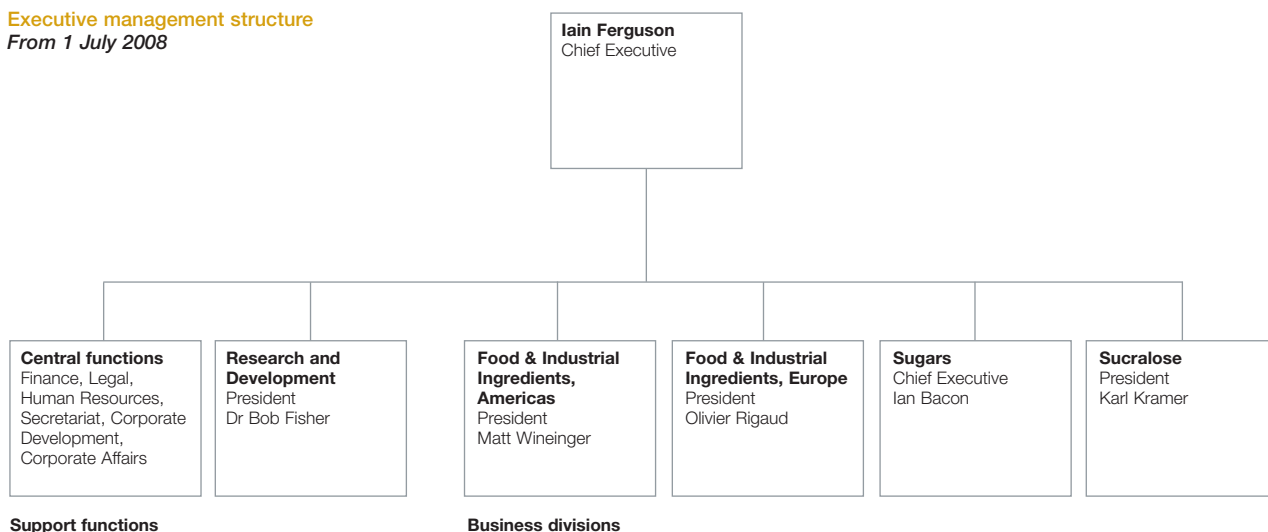 Executive management structure
From 1 July 2008
Iain Ferguson
Chief Executive
Central functions
Finance, Legal,
Human Resources,
Secretariat, Corporate
Development,
Corporate Affairs
Research and
Development
President
Dr Bob Fisher
Food & Industrial
Ingredients,
Americas
President
Matt Wineinger
Food & Industrial
Ingredients, Europe
President
Olivier Rigaud
Sugars
Chief Executive
Ian Bacon
Sucralose
President
Karl Kramer
Support functions
Business divisions